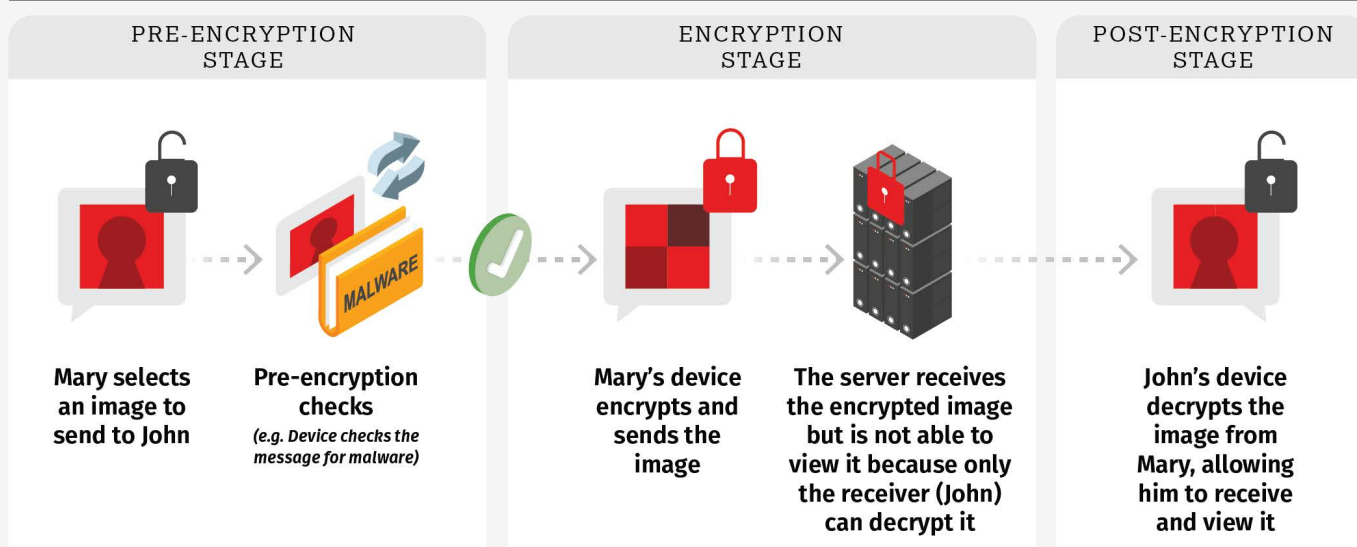 PRE-ENCRYPTION
STAGE
Mary selects
an image to
send to John
MALWARE
Pre-encryption
checks
(e.g. Device checks the
message for malware)
ENCRYPTION
STAGE
Mary’s device
encrypts and
sends the
image
The server receives
the encrypted image
but is not able to
view it because only
the receiver (John)
can decrypt it
POST-ENCRYPTION
STAGE
John’s device
decrypts the
image from
Mary, allowing
him to receive
and view it